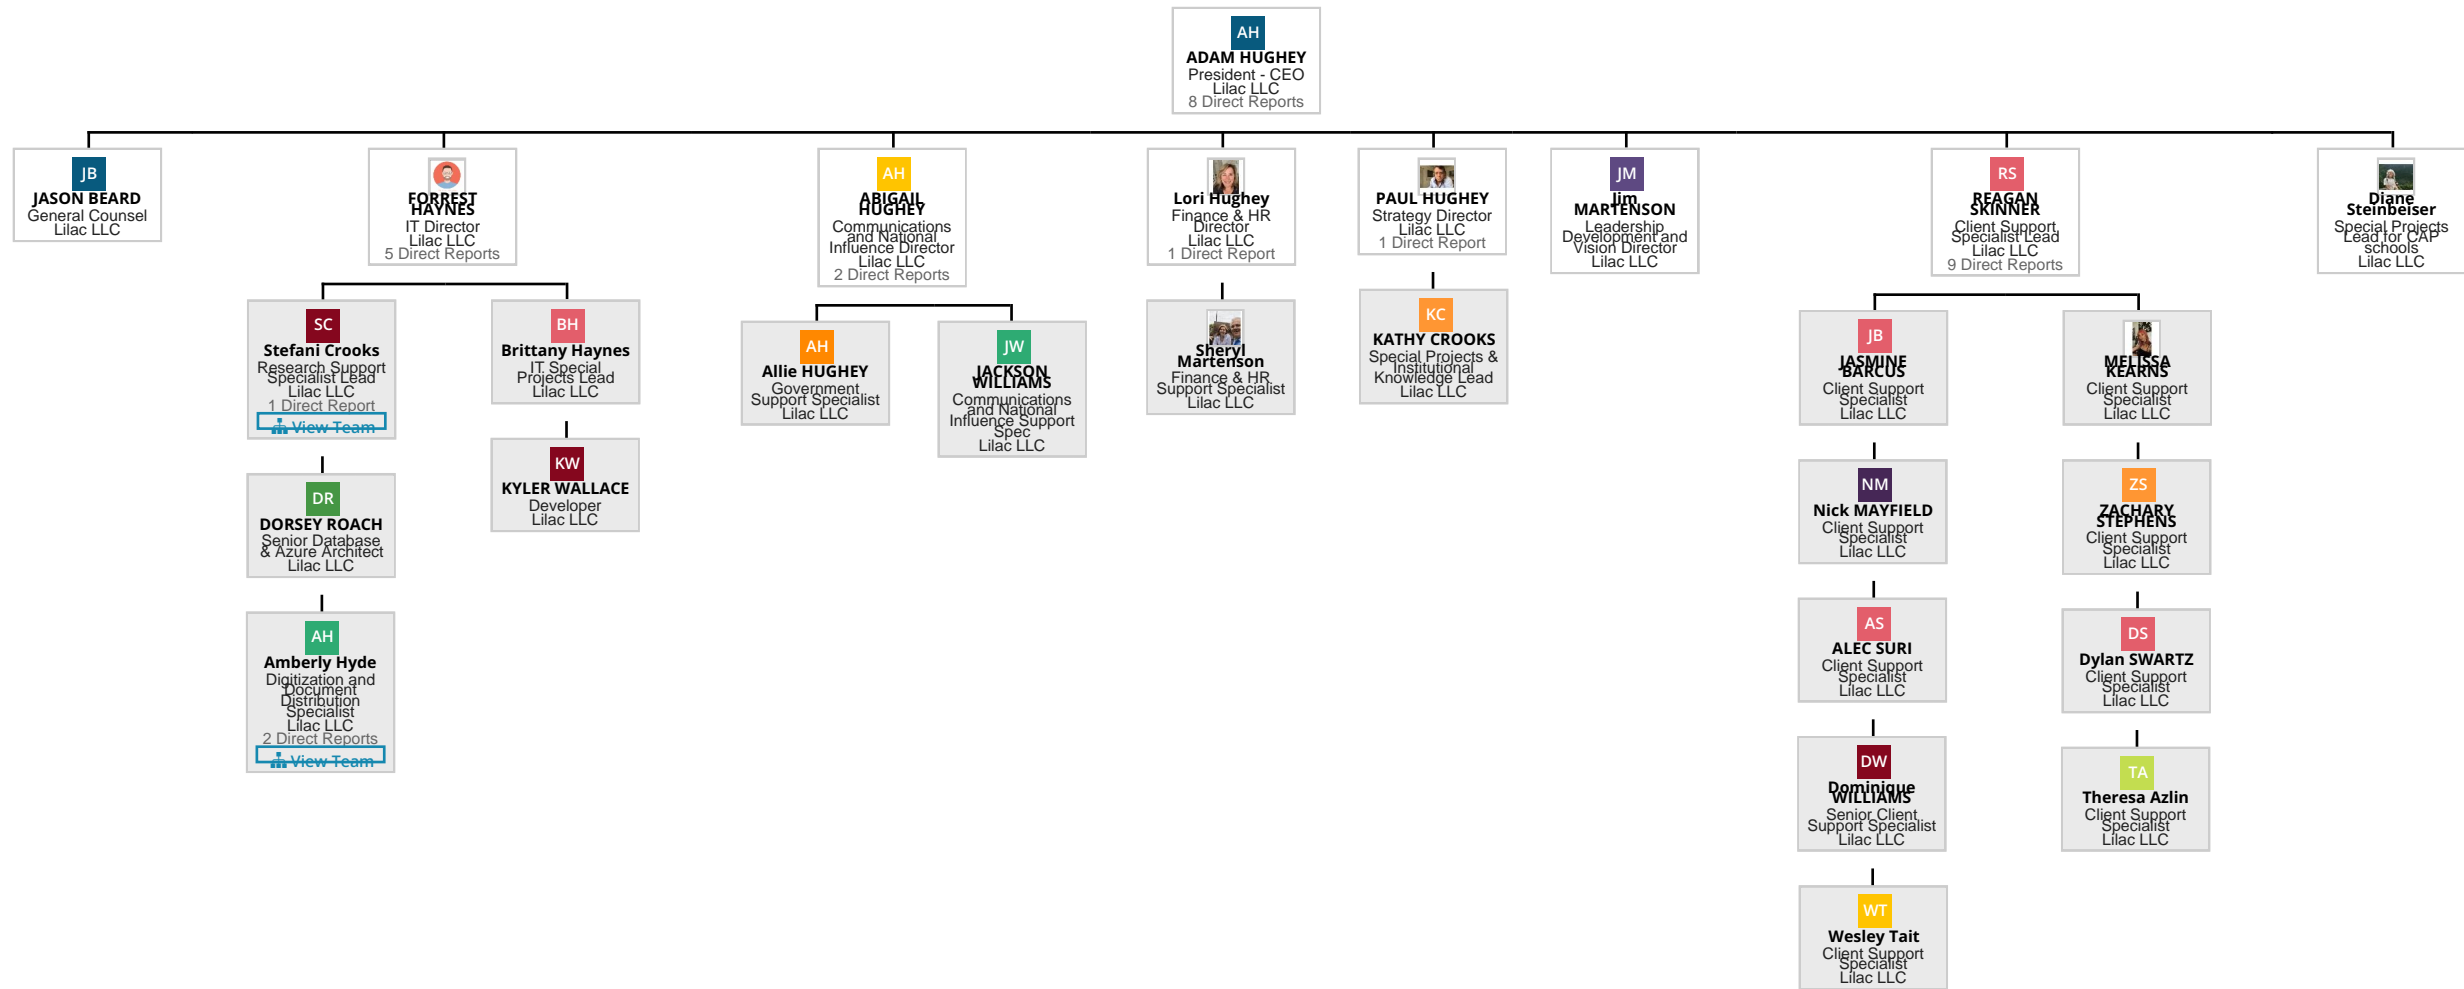 AH
ADAM HUGHEY
President - CEO
Lilac LLC
8 Direct Reports
JB
JASON BEARD
General Counsel
Lilac LLC
FORREST
HAYNES
IT Director
Lilac LLC
5 Direct Reports
AH
ABIGAIL
HUGHEY
Communications
and National
Influence Director
Lilac LLC
2 Direct Reports
Lori Hughey
Finance & HR
Director
Lilac LLC
1 Direct Report
PAUL HUGHEY
Strategy Director
Lilac LLC
1 Direct Report
JM
Jim
MARTENSON
Leadership
Development and
Vision Director
Lilac LLC
RS
REAGAN
SKINNER
Client Support
Specialist Lead
Lilac LLC
9 Direct Reports
Diane
Steinbeiser
Special Projects
Lead for CAP
schools
Lilac LLC
SC
Stefani Crooks
Research Support
Specialist Lead
Lilac LLC
1 Direct Report
View Team
BH
Brittany Haynes
IT Special
Projects Lead
Lilac LLC
AH
Allie HUGHEY
Government
Support Specialist
Lilac LLC
JW
JACKSON
WILLIAMS
Communications
and National
Influence Support
Spec
Lilac LLC
Sheryl
Martenson
Finance & HR
Support Specialist
Lilac LLC
KC
KATHY CROOKS
Special Projects &
Institutional
Knowledge Lead
Lilac LLC
JB
JASMINE
BARCUS
Client Support
Specialist
Lilac LLC
MELISSA
KEARNS
Client Support
Specialist
Lilac LLC
DR
DORSEY ROACH
Senior Database
& Azure Architect
Lilac LLC
KW
KYLER WALLACE
Developer
Lilac LLC
NM
Nick MAYFIELD
Client Support
Specialist
Lilac LLC
ZS
ZACHARY
STEPHENS
Client Support
Specialist
Lilac LLC
AH
Amberly Hyde
Digitization and
Document
Distribution
Specialist
Lilac LLC
2 Direct Reports
View Team
AS
ALEC SURI
Client Support
Specialist
Lilac LLC
DS
Dylan SWARTZ
Client Support
Specialist
Lilac LLC
DW
Dominique
WILLIAMS
Senior Client
Support Specialist
Lilac LLC
TA
Theresa Azlin
Client Support
Specialist
Lilac LLC
WT
Wesley Tait
Client Support
Specialist
Lilac LLC